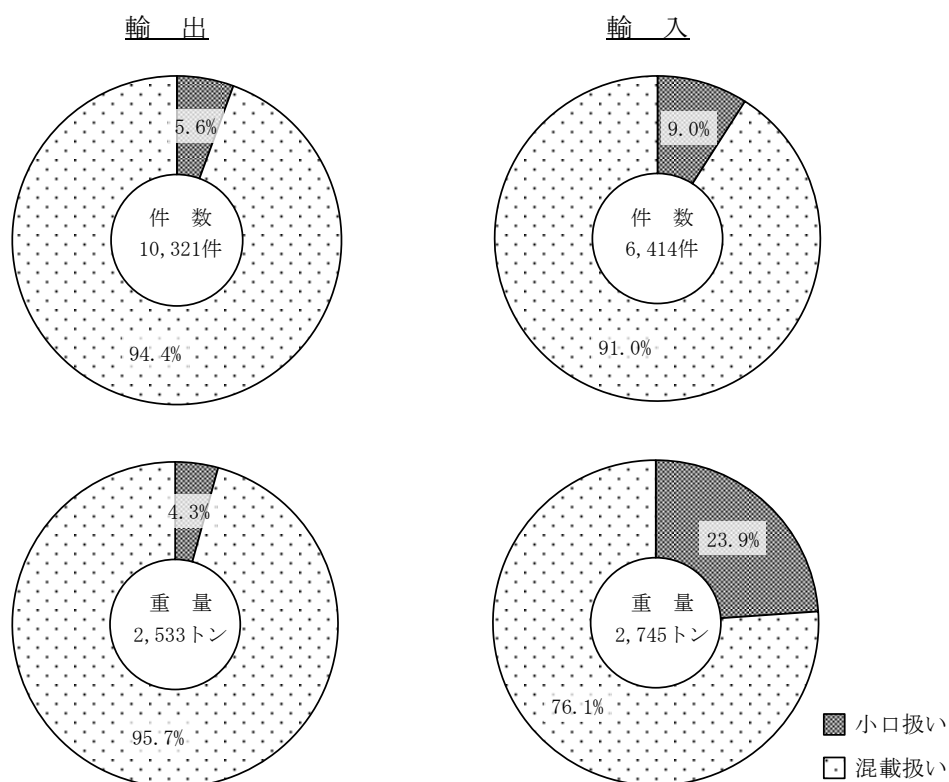 輸　出
5.6%
件　数
10,321件
94.4%
輸　入
9.0%
件　数
6,414件
91.0%
4.3%
重　量
2,533トン
95.7%
23.9%
重　量
2,745トン
76.1%
小口扱い
混載扱い